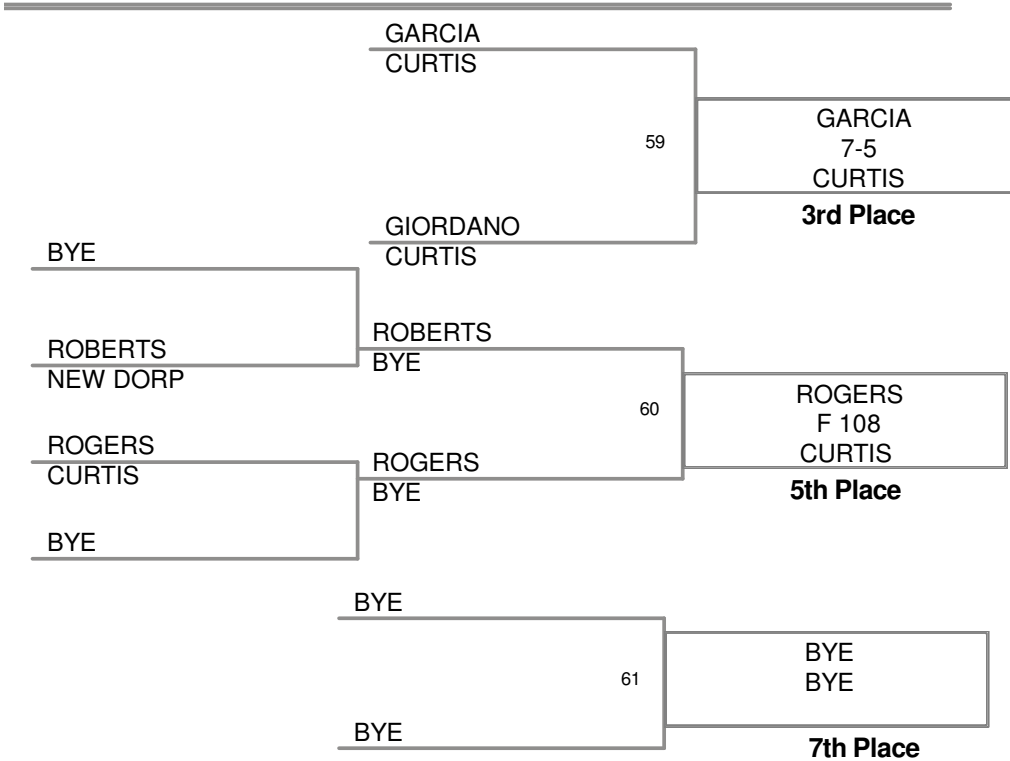 GARCIA
CURTIS
59
GARCIA
7-5
CURTIS
3rd Place
GIORDANO
CURTIS
BYE
ROBERTS
NEW DORP
ROBERTS
BYE
60
ROGERS
F 108
CURTIS
5th Place
ROGERS
CURTIS
ROGERS
BYE
BYE
BYE
61
BYE
BYE
BYE
7th Place